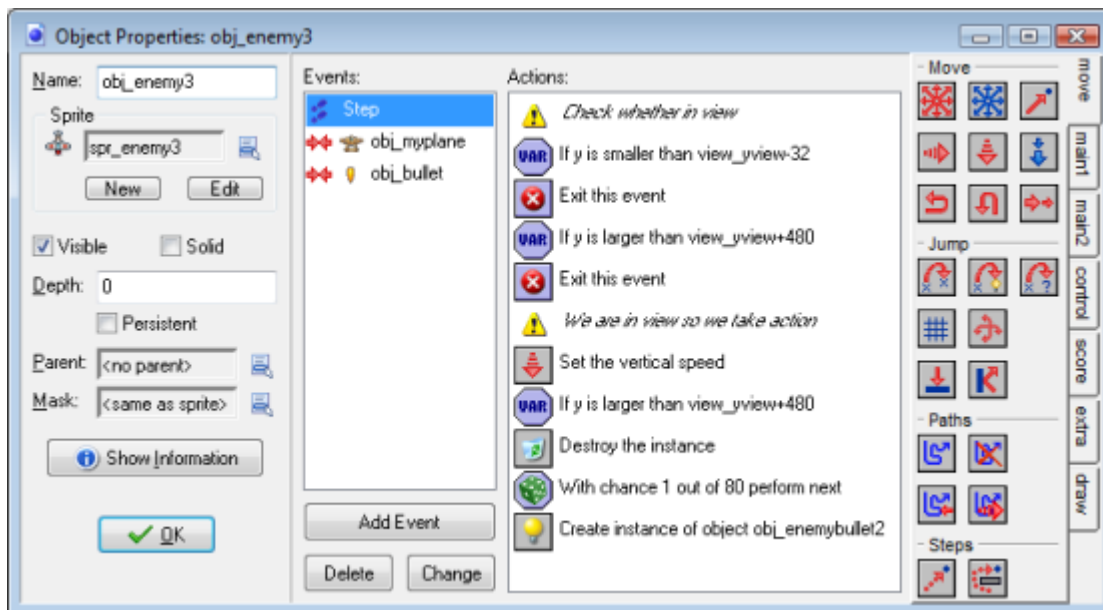 Object Properties: obj_enemy3
Name: obj_enemy3
Sprite
spr_enemy3
New Edit
Visible Solid
Depth: 0
Persistent
Parent: <no parent>
Mask: <same as sprite>
Show Information
OK
Events:
Step
obj_myplane
obj_bullet
Add Event
Delete Change
Actions:
Check whether in view
VAR If y is smaller than view_yview-32
Exit this event
VAR If y is larger than view_yview+480
Exit this event
We are in view so we take action
Set the vertical speed
VAR If y is larger than view_yview+480
Destroy the instance
With chance 1 out of 80 perform next
Create instance of object obj_enemybullet2
Move
Jump
Paths
Steps
move
main1
main2
control
score
extra
draw